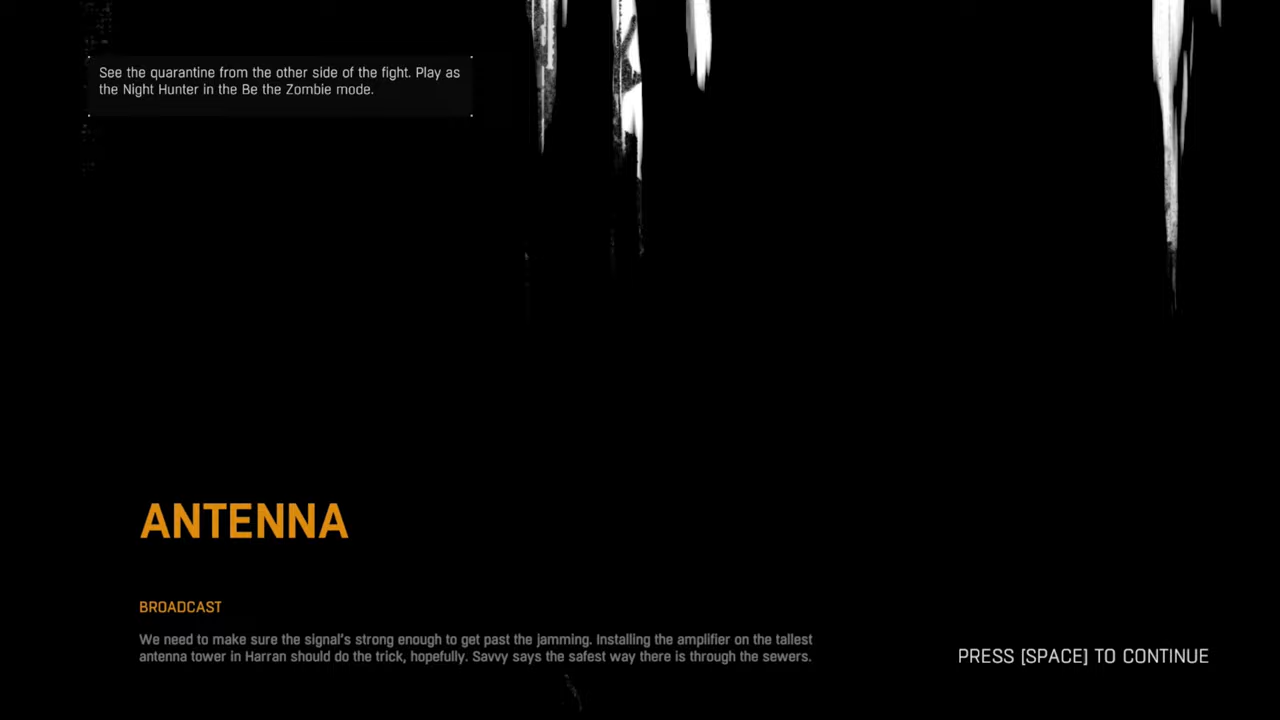 See the quarantine from the other side of the fight. Play as
the Night Hunter in the Be the Zombie mode.
ANTENNA
BROADCAST
We need to make sure the signal's strong enough to get past the jamming. Installing the amplifier on the tallest
antenna tower in Harran should do the trick, hopefully. Savvy says the safest way there is through the sewers.
PRESS [SPACE] TO CONTINUE